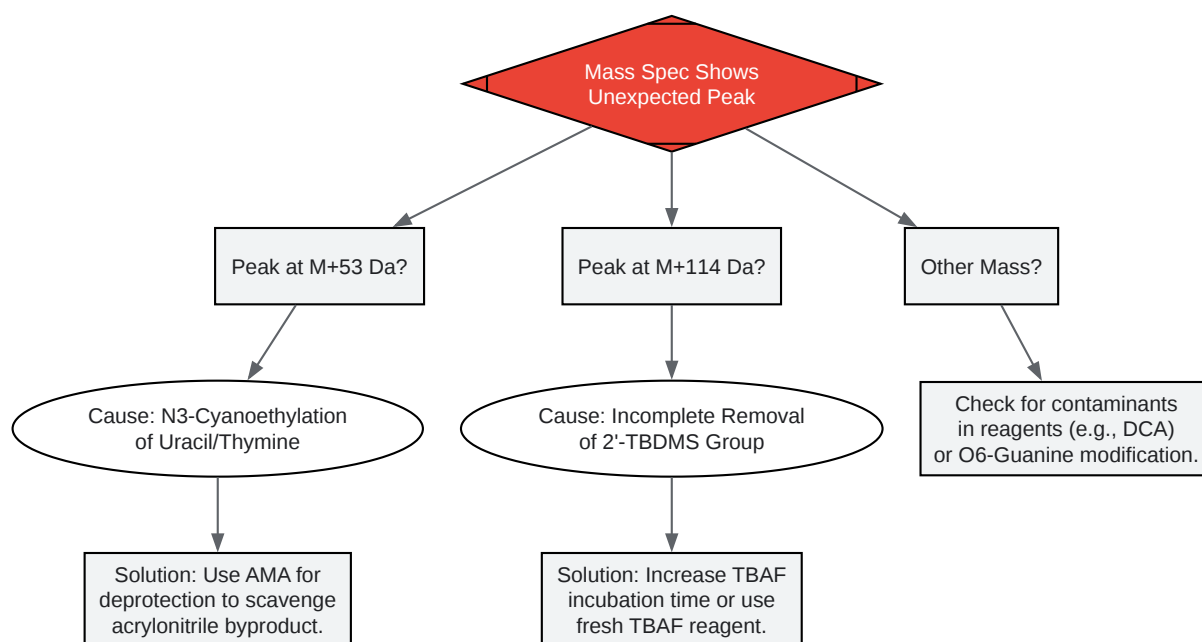 Mass Spec Shows
Unexpected Peak
Peak at M+53 Da?
Peak at M+114 Da?
Other Mass?
Cause: N3-Cyanoethylation
of Uracil/Thymine
Cause: Incomplete Removal
of 2'-TBDMS Group
Check for contaminants
in reagents (e.g., DCA)
or O6-Guanine modification.
Solution: Use AMA for
deprotection to scavenge
acrylonitrile byproduct.
Solution: Increase TBAF
incubation time or use
fresh TBAF reagent.